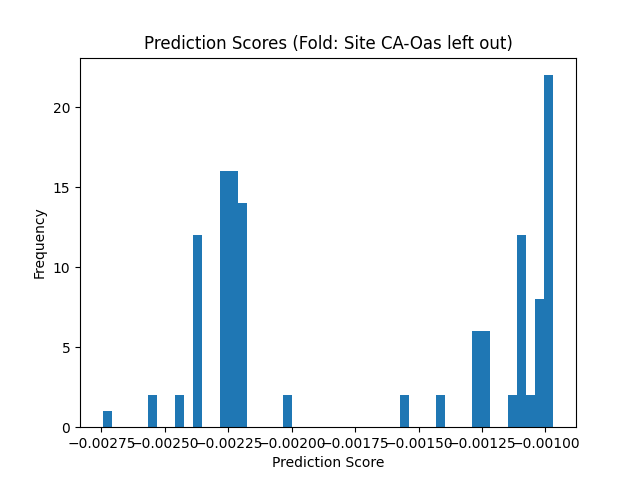 Prediction Scores (Fold: Site CA-Oas left out)
Frequency
20
15
10
5
0
−0.00275 −0.00250 −0.00225 −0.00200 −0.00175 −0.00150 −0.00125 −0.00100
Prediction Score